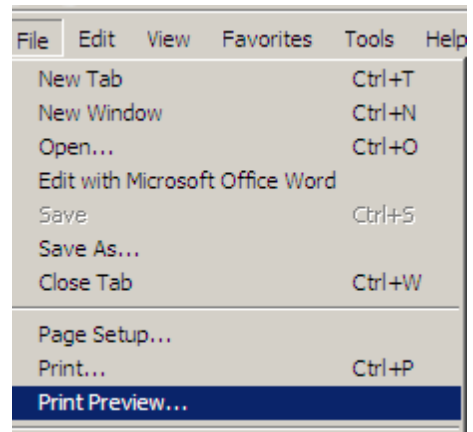 File Edit View Favorites Tools Help
New Tab Ctrl+T
New Window Ctrl+N
Open... Ctrl+O
Edit with Microsoft Office Word
Save Ctrl+S
Save As...
Close Tab Ctrl+W
Page Setup...
Print... Ctrl+P
Print Preview...